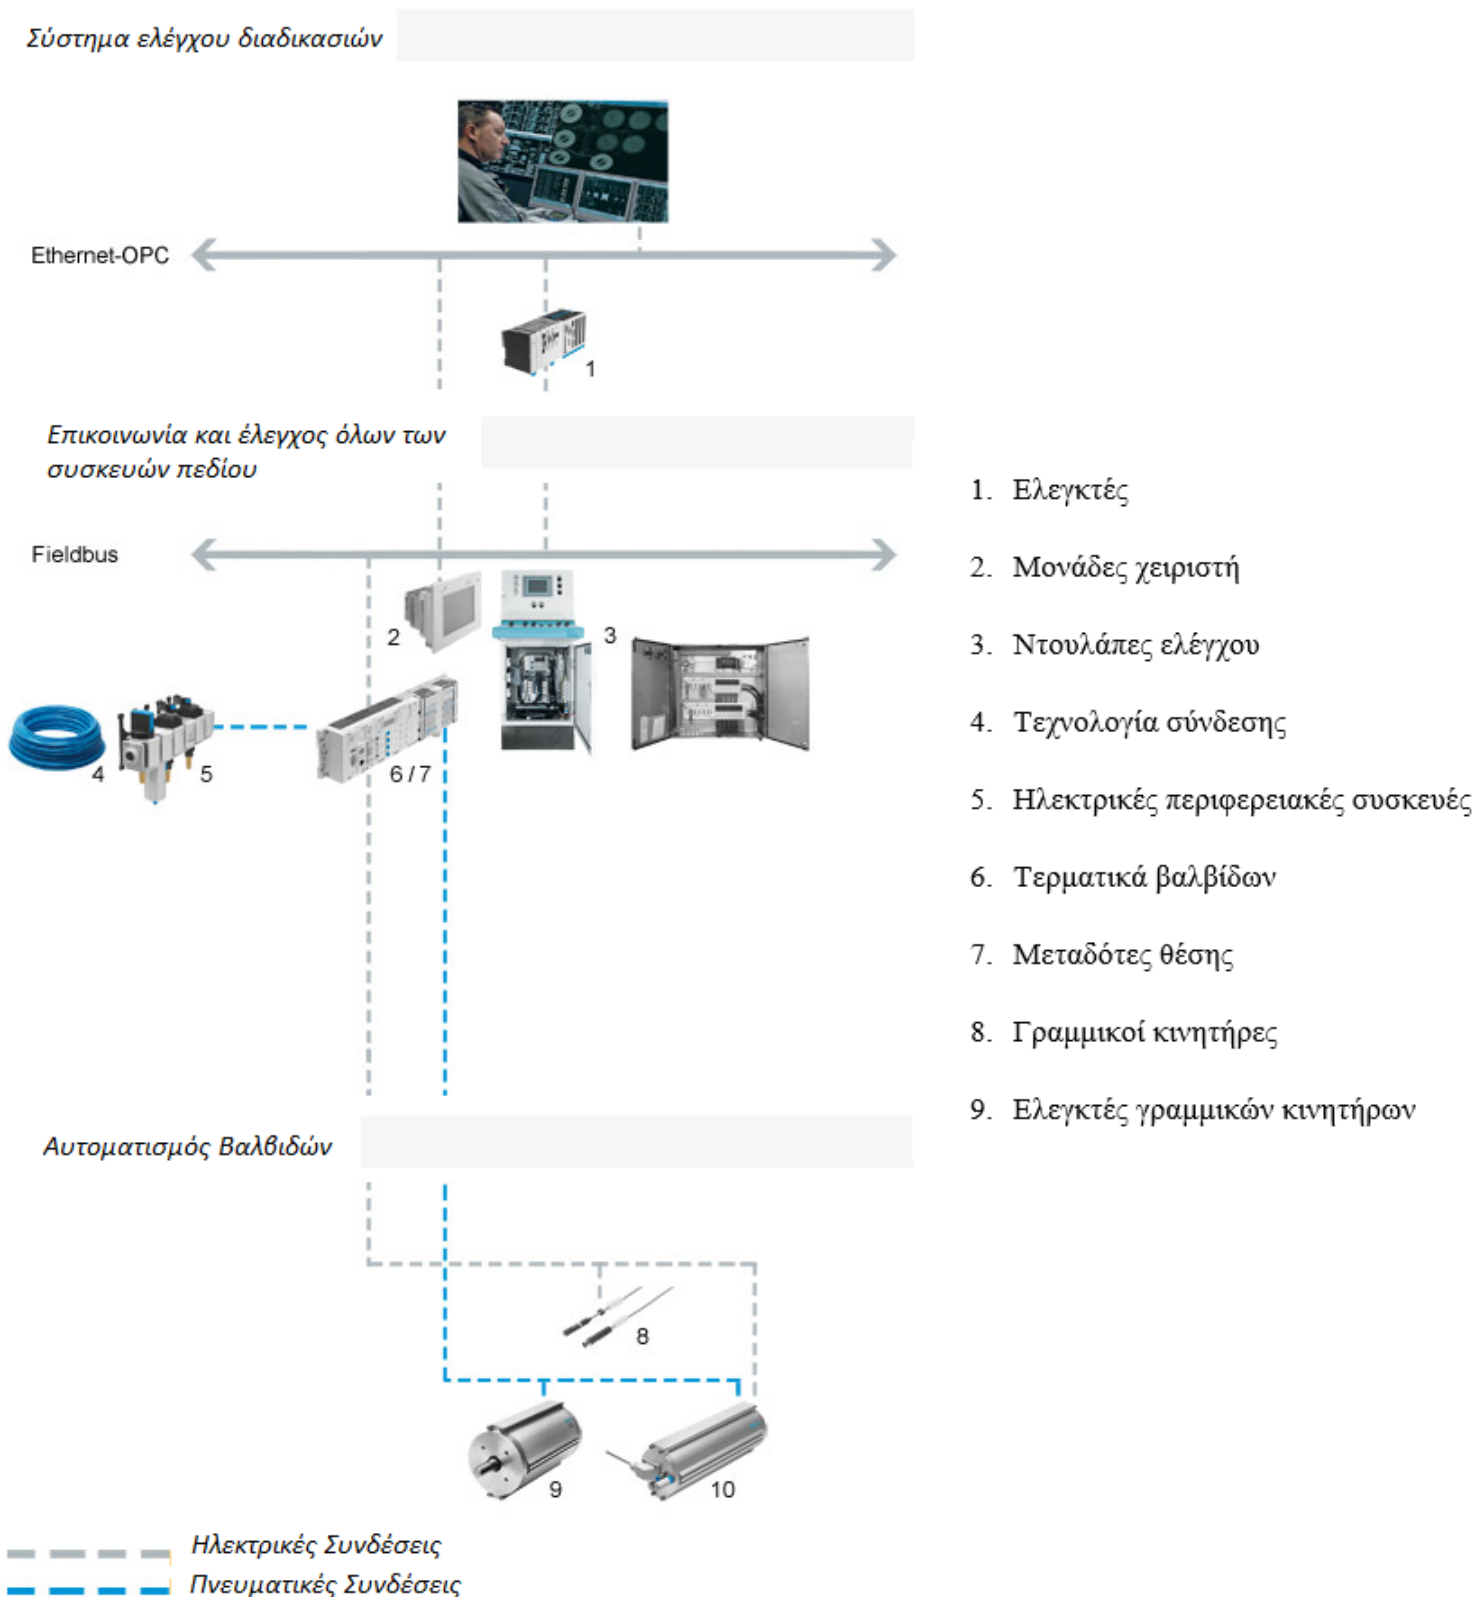 Σύστημα ελέγχου διαδικασιών
Ethernet-OPC
1
Επικοινωνία και έλεγχος όλων των
συσκευών πεδίου
Fieldbus
2
3
4
5
6 / 7
Αυτοματισμός Βαλβιδών
8
9
10
Ηλεκτρικές Συνδέσεις
Πνευματικές Συνδέσεις
1. Ελεγκτές
2. Μονάδες χειριστή
3. Ντουλάπες ελέγχου
4. Τεχνολογία σύνδεσης
5. Ηλεκτρικές περιφερειακές συσκευές
6. Τερματικά βαλβίδων
7. Μεταδότες θέσης
8. Γραμμικοί κινητήρες
9. Ελεγκτές γραμμικών κινητήρων